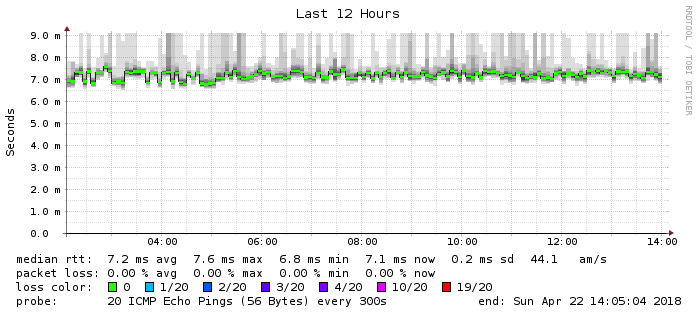 Last 12 Hours
RRDTOOL / TOBI OETIKER
Seconds
9.0 m
8.0 m
7.0 m
6.0 m
5.0 m
4.0 m
3.0 m
2.0 m
1.0 m
0.0
04:00 06:00 08:00 10:00 12:00 14:00
median rtt: 7.2 ms avg 7.6 ms max 6.8 ms min 7.1 ms now 0.2 ms sd 44.1 am/s
packet loss: 0.00 % avg 0.00 % max 0.00 % min 0.00 % now
loss color: 0 1/20 2/20 3/20 4/20 10/20 19/20
probe: 20 ICMP Echo Pings (56 Bytes) every 300s end: Sun Apr 22 14:05:04 2018